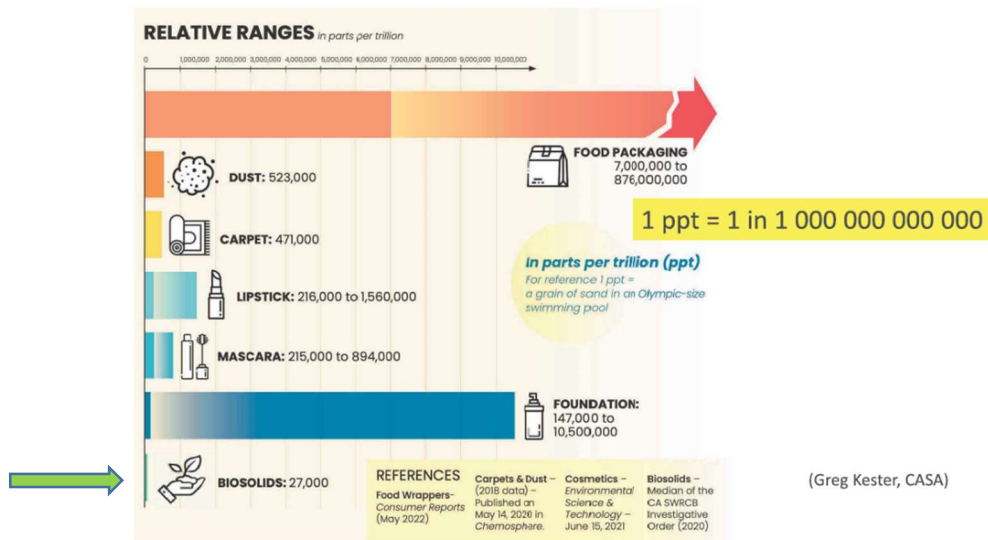 RELATIVE RANGES in parts per trillion
0 1,000,000 2,000,000 3,000,000 4,000,000 5,000,000 6,000,000 7,000,000 8,000,000 9,000,000 10,000,000
FOOD PACKAGING
7,000,000 to
876,000,000
DUST: 523,000
1 ppt = 1 in 1 000 000 000 000
CARPET: 471,000
In parts per trillion (ppt)
For reference 1 ppt =
a grain of sand in an Olympic-size
swimming pool
LIPSTICK: 216,000 to 1,560,000
MASCARA: 215,000 to 894,000
FOUNDATION:
147,000 to
10,500,000
BIOSOLIDS: 27,000
REFERENCES
Food Wrappers-
Consumer Reports
(May 2022)
Carpets & Dust –
(2018 data) –
Published on
May 14, 2020 in
Chemosphere.
Cosmetics –
Environmental
Science &
Technology –
June 15, 2021
Biosolids –
Median of the
CA SWRCB
Investigative
Order (2020)
(Greg Kester, CASA)